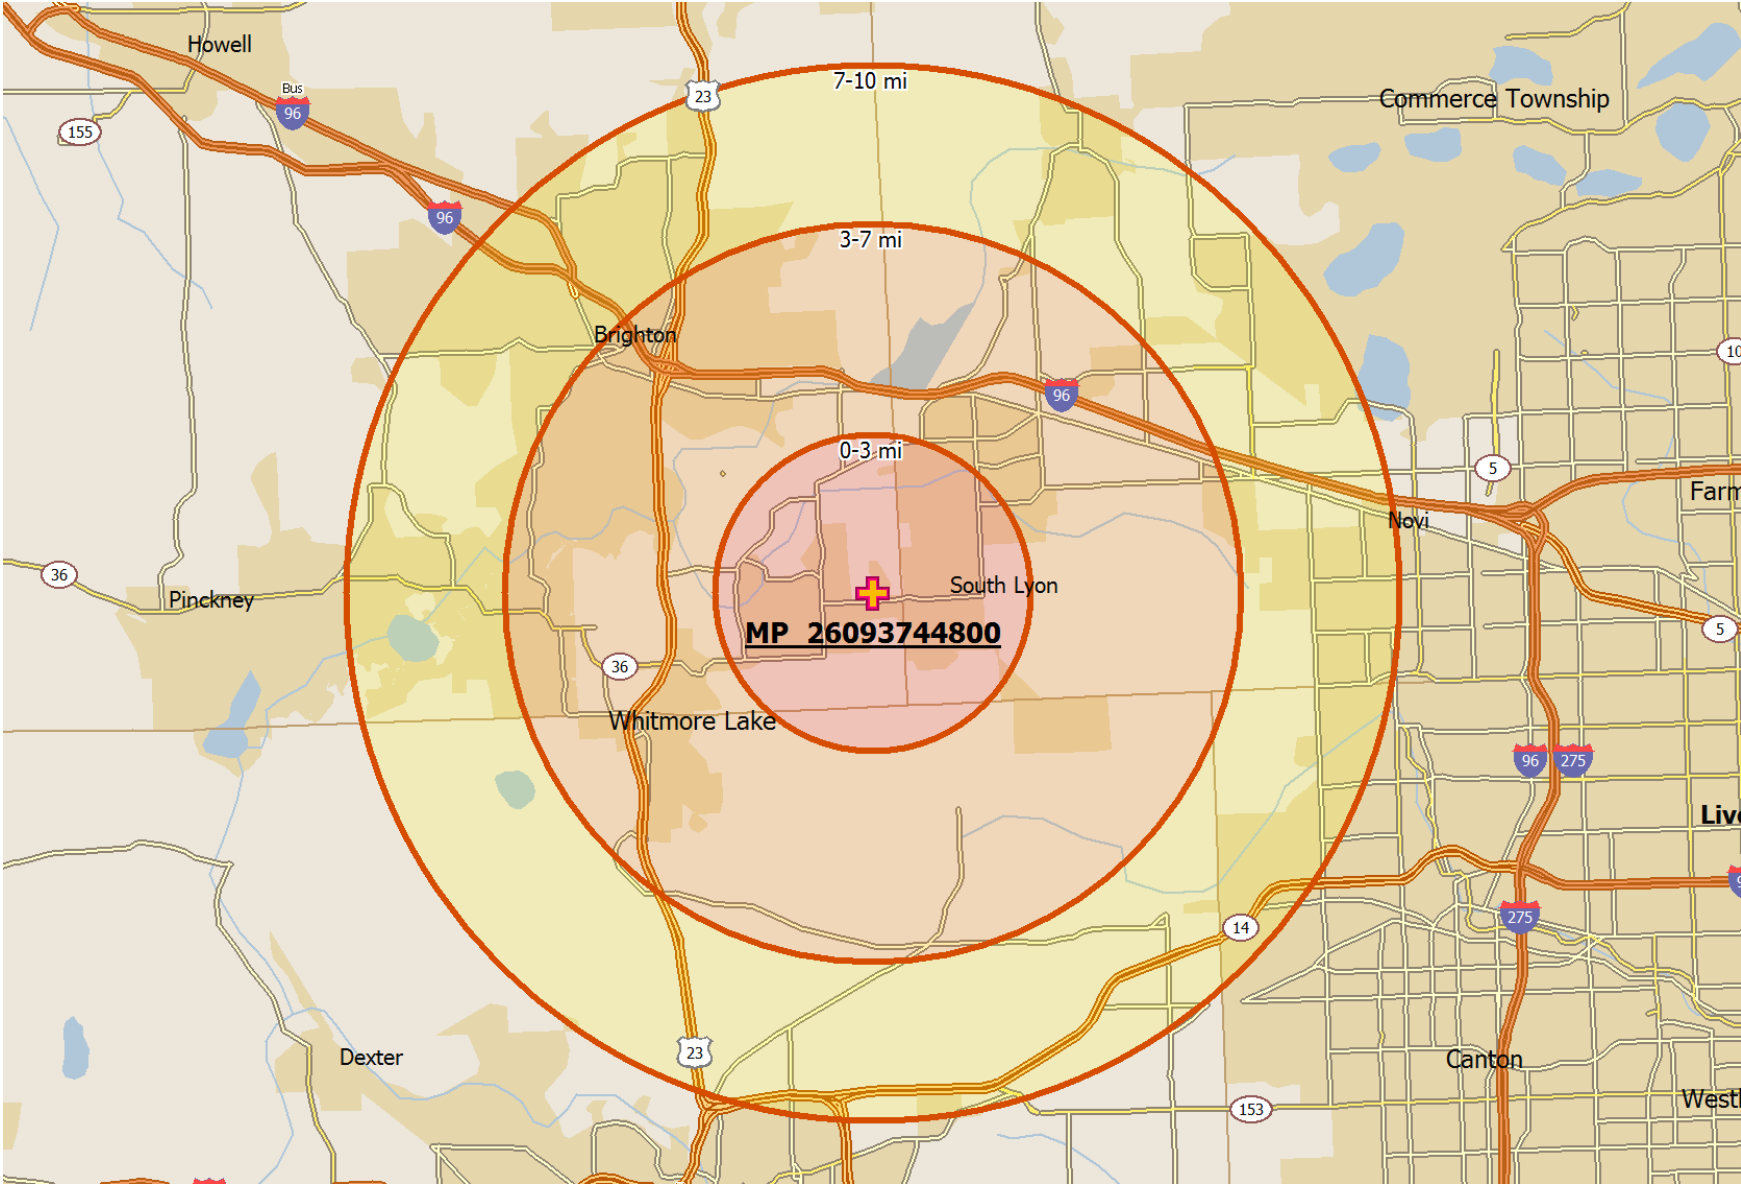 Howell
7-10 mi
23
Bus
96
Commerce Township
155
96
3-7 mi
Brighton
10
96
0-3 mi
5
Farm
Novi
36
South Lyon
Pinckney
MP 26093744800
5
36
Whitmore Lake
96
275
Live
14
275
23
Dexter
Canton
153